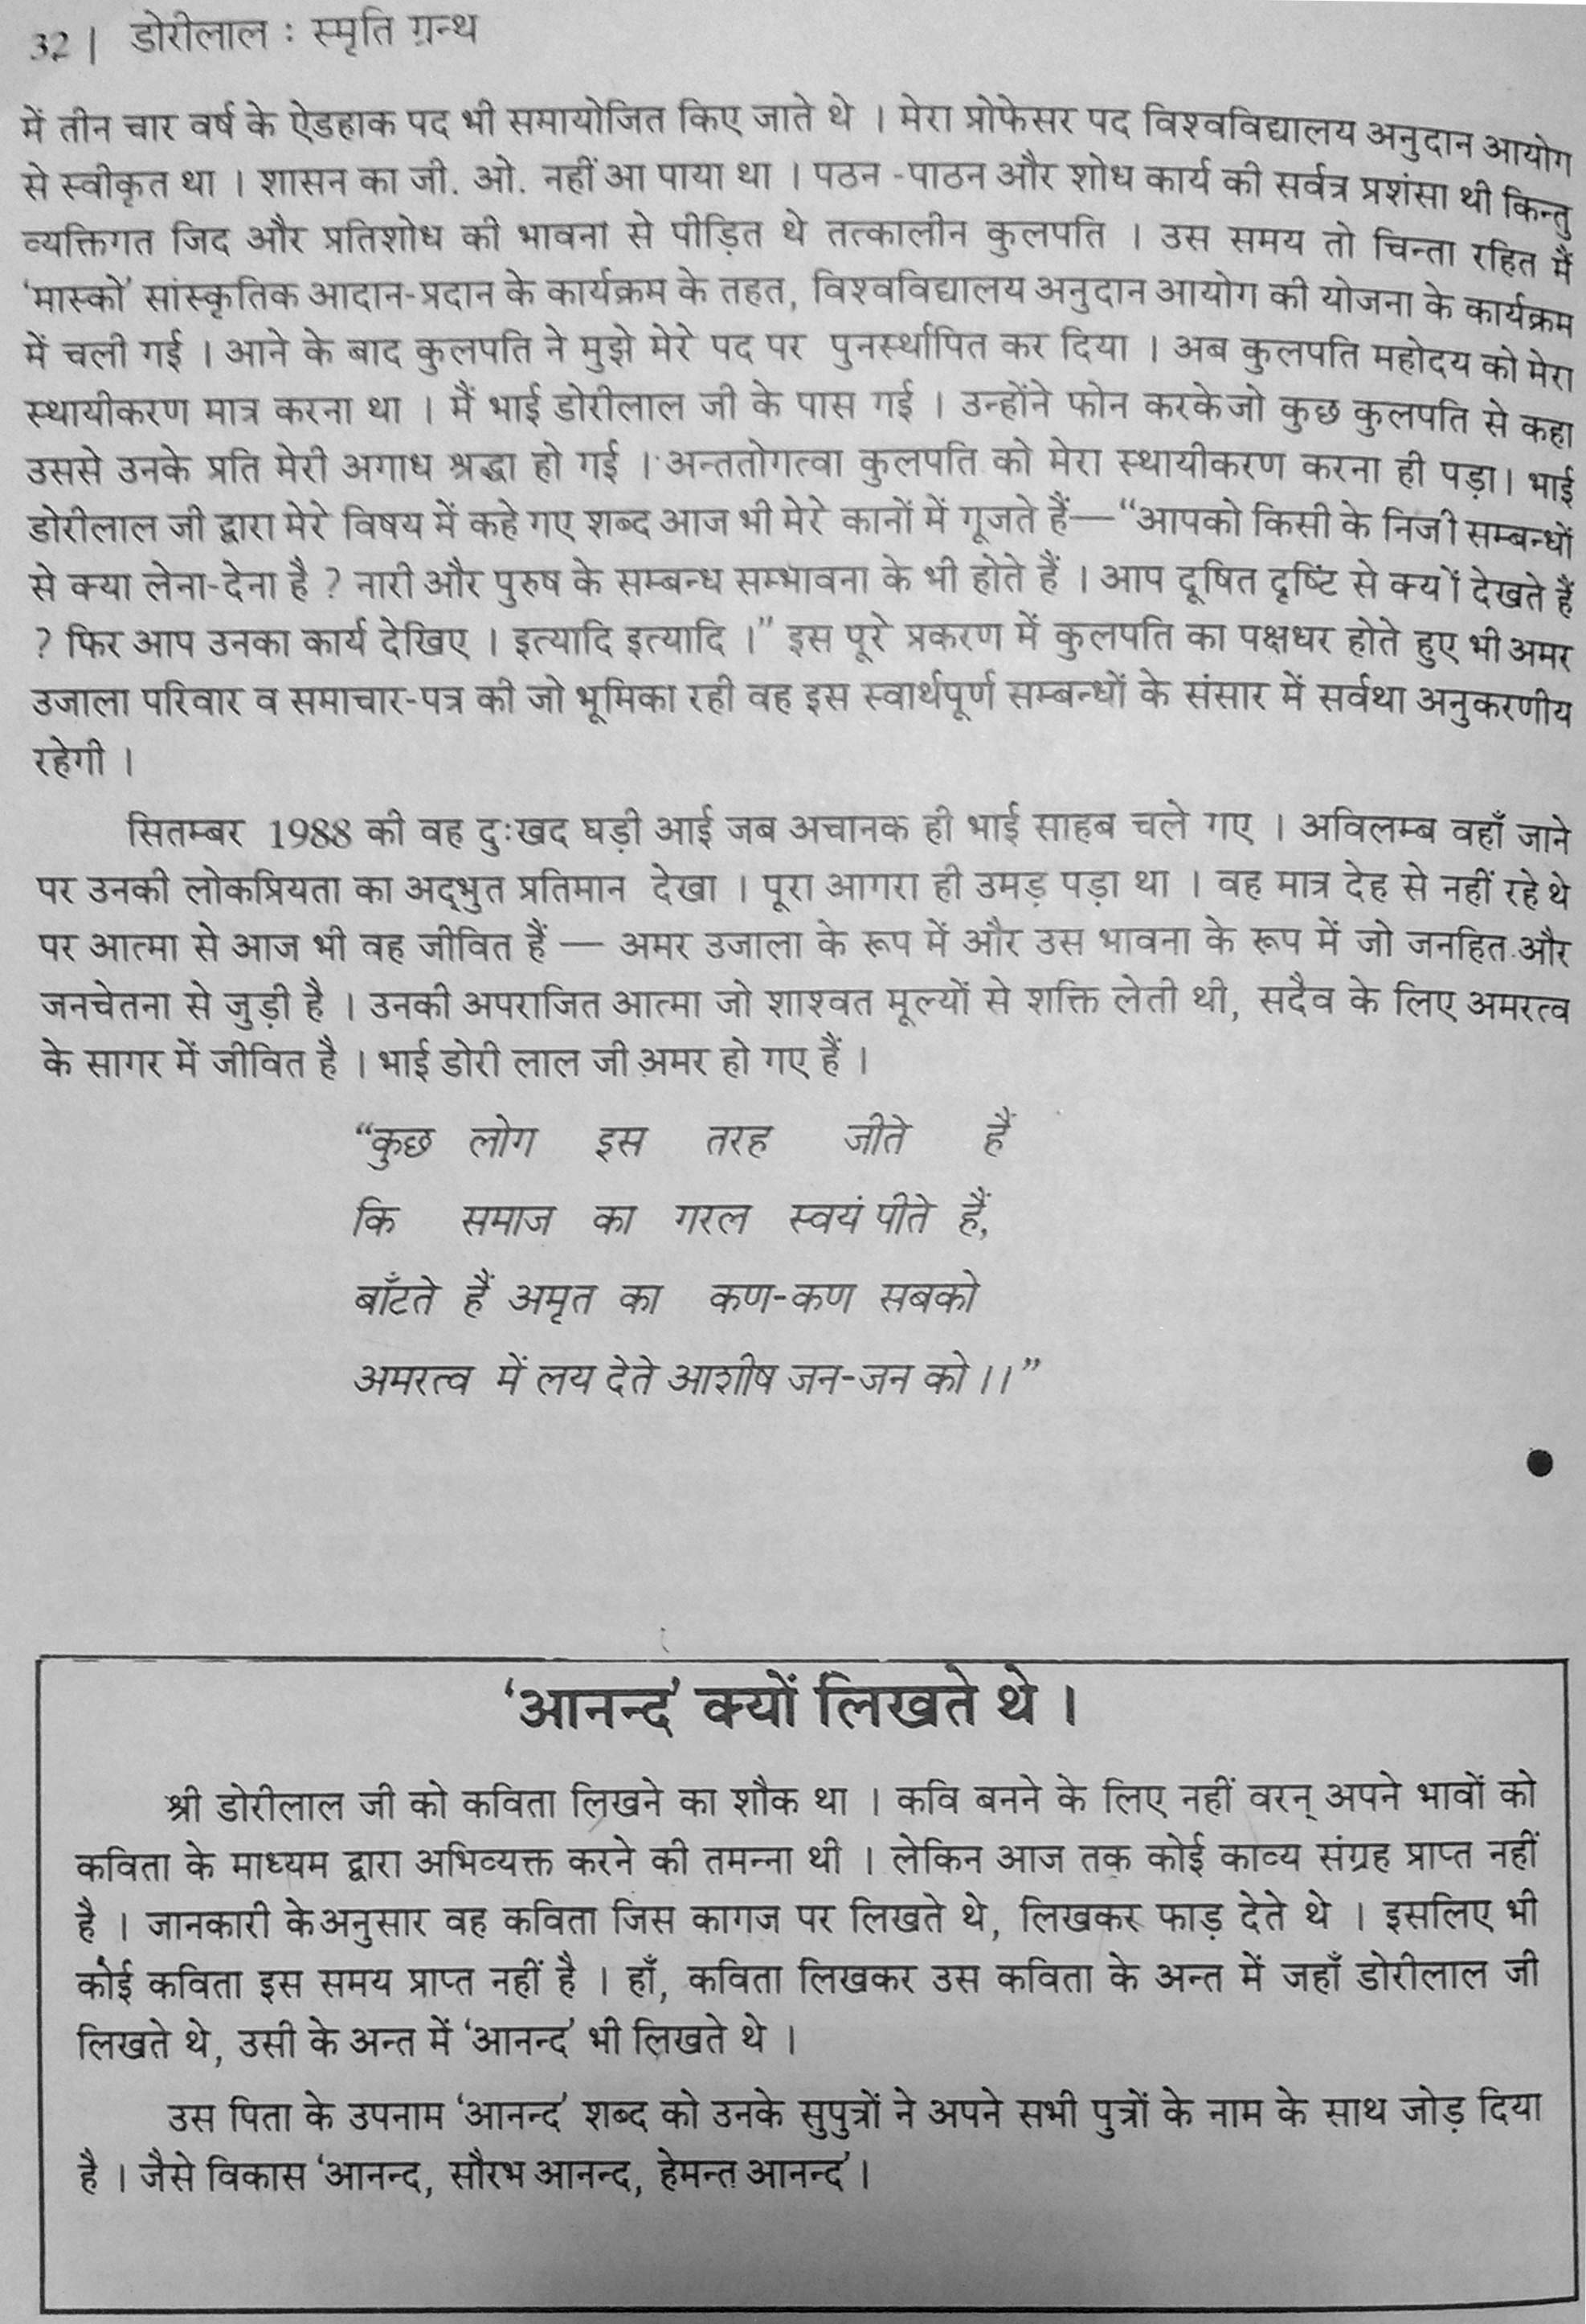 32 | डोरीलाल : स्मृति ग्रन्थ
में तीन चार वर्ष के ऐडहाक पद भी समायोजित किए जाते थे । मेरा प्रोफेसर पद विश्वविद्यालय अनुदान आयोग
से स्वीकृत था । शासन का जी. ओ. नहीं आ पाया था । पठन -पाठन और शोध कार्य की सर्वत्र प्रशंसा थी किन्तु
व्यक्तिगत जिद और प्रतिशोध की भावना से पीड़ित थे तत्कालीन कुलपति । उस समय तो चिन्ता रहित मैं
‘मास्को’ सांस्कृतिक आदान-प्रदान के कार्यक्रम के तहत, विश्वविद्यालय अनुदान आयोग की योजना के कार्यक्रम
में चली गई । आने के बाद कुलपति ने मुझे मेरे पद पर पुनर्स्थापित कर दिया । अब कुलपति महोदय को मेरा
स्थायीकरण मात्र करना था । मैं भाई डोरीलाल जी के पास गई । उन्होंने फोन करकेजो कुछ कुलपति से कहा
उससे उनके प्रति मेरी अगाध श्रद्धा हो गई । अन्ततोगत्वा कुलपति को मेरा स्थायीकरण करना ही पड़ा। भाई
डोरीलाल जी द्वारा मेरे विषय में कहे गए शब्द आज भी मेरे कानों में गूजते हैं—“आपको किसी के निजी सम्बन्धों
से क्या लेना-देना है ? नारी और पुरुष के सम्बन्ध सम्भावना के भी होते हैं । आप दूषित दृष्टि से क्यों देखते हैं
? फिर आप उनका कार्य देखिए । इत्यादि इत्यादि ।” इस पूरे प्रकरण में कुलपति का पक्षधर होते हुए भी अमर
उजाला परिवार व समाचार-पत्र की जो भूमिका रही वह इस स्वार्थपूर्ण सम्बन्धों के संसार में सर्वथा अनुकरणीय
रहेगी ।
सितम्बर 1988 की वह दुःखद घड़ी आई जब अचानक ही भाई साहब चले गए । अविलम्ब वहाँ जाने
पर उनकी लोकप्रियता का अद्भुत प्रतिमान देखा । पूरा आगरा ही उमड़ पड़ा था । वह मात्र देह से नहीं रहे थे
पर आत्मा से आज भी वह जीवित हैं — अमर उजाला के रूप में और उस भावना के रूप में जो जनहित और
जनचेतना से जुड़ी है । उनकी अपराजित आत्मा जो शाश्वत मूल्यों से शक्ति लेती थी, सदैव के लिए अमरत्व
के सागर में जीवित है । भाई डोरी लाल जी अमर हो गए हैं ।
“कुछ लोग इस तरह जीते हैं
कि समाज का गरल स्वयं पीते हैं,
बाँटते हैं अमृत का कण-कण सबको
अमरत्व में लय देते आशीष जन-जन को ।।”
‘आनन्द’ क्यों लिखते थे ।
श्री डोरीलाल जी को कविता लिखने का शौक था । कवि बनने के लिए नहीं वरन् अपने भावों को
कविता के माध्यम द्वारा अभिव्यक्त करने की तमन्ना थी । लेकिन आज तक कोई काव्य संग्रह प्राप्त नहीं
है । जानकारी केअनुसार वह कविता जिस कागज पर लिखते थे, लिखकर फाड़ देते थे । इसलिए भी
कोई कविता इस समय प्राप्त नहीं है । हाँ, कविता लिखकर उस कविता के अन्त में जहाँ डोरीलाल जी
लिखते थे, उसी के अन्त में ‘आनन्द’ भी लिखते थे ।
उस पिता के उपनाम ‘आनन्द’ शब्द को उनके सुपुत्रों ने अपने सभी पुत्रों के नाम के साथ जोड़ दिया
है । जैसे विकास ‘आनन्द, सौरभ आनन्द, हेमन्त आनन्द’ ।